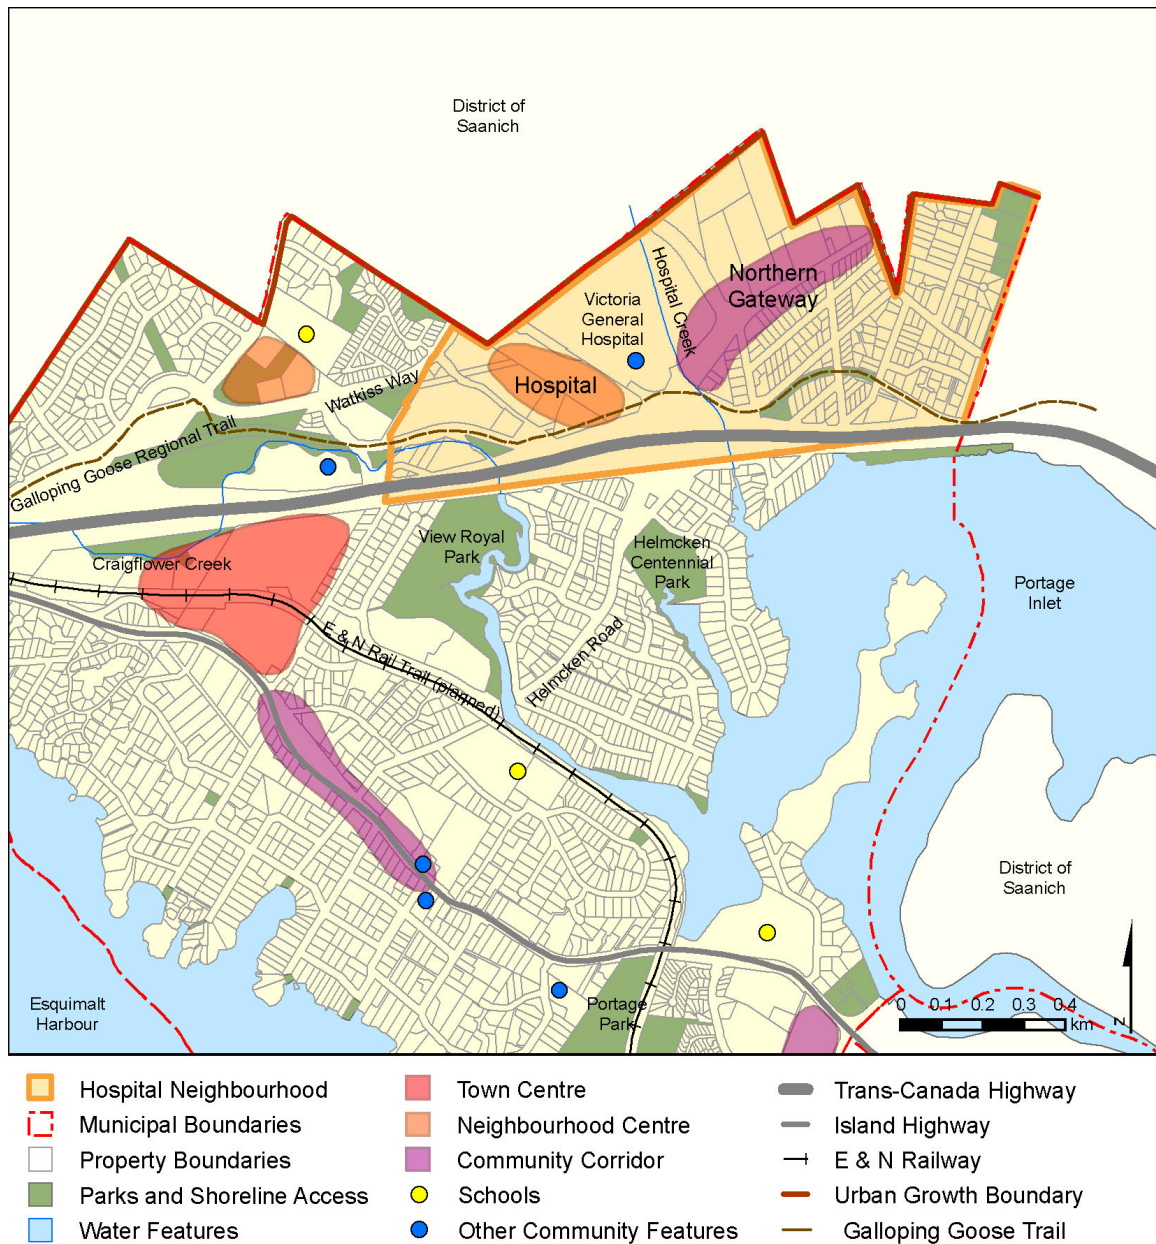 District of
Saanich
Northern
Gateway
Hospital Creek
Victoria
General
Hospital
Hospital
Watkiss Way
Galloping Goose Regional Trail
View Royal
Park
Helmcken
Centennial
Park
Craigflower Creek
Portage
Inlet
E & N Rail Trail (planned)
Helmcken Road
District of
Saanich
Esquimalt
Harbour
Portage
Park
0 0.1 0.2 0.3 0.4
km
N
Hospital Neighbourhood
Municipal Boundaries
Property Boundaries
Parks and Shoreline Access
Water Features
Town Centre
Neighbourhood Centre
Community Corridor
Schools
Other Community Features
Trans-Canada Highway
Island Highway
E & N Railway
Urban Growth Boundary
Galloping Goose Trail